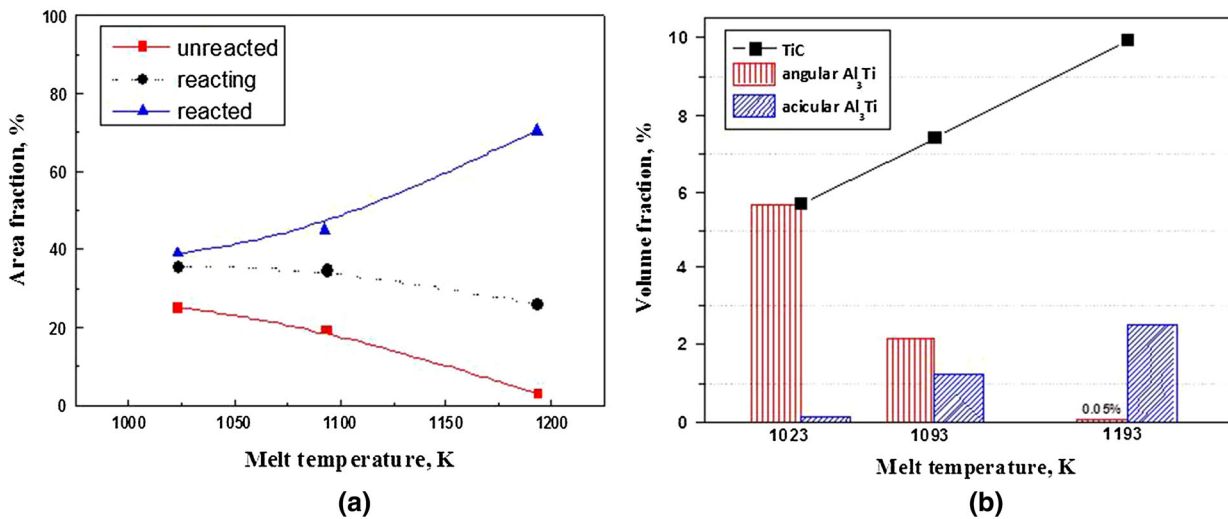 100
80
60
40
20
0
Area fraction, %
unreacted
reacting
reacted
1000 1050 1100 1150 1200
Melt temperature, K
(a)
10
8
6
4
2
0
Volume fraction, %
TiC
angular Al₃Ti
acicular Al₃Ti
0.05%
1023 1093 1193
Melt temperature, K
(b)